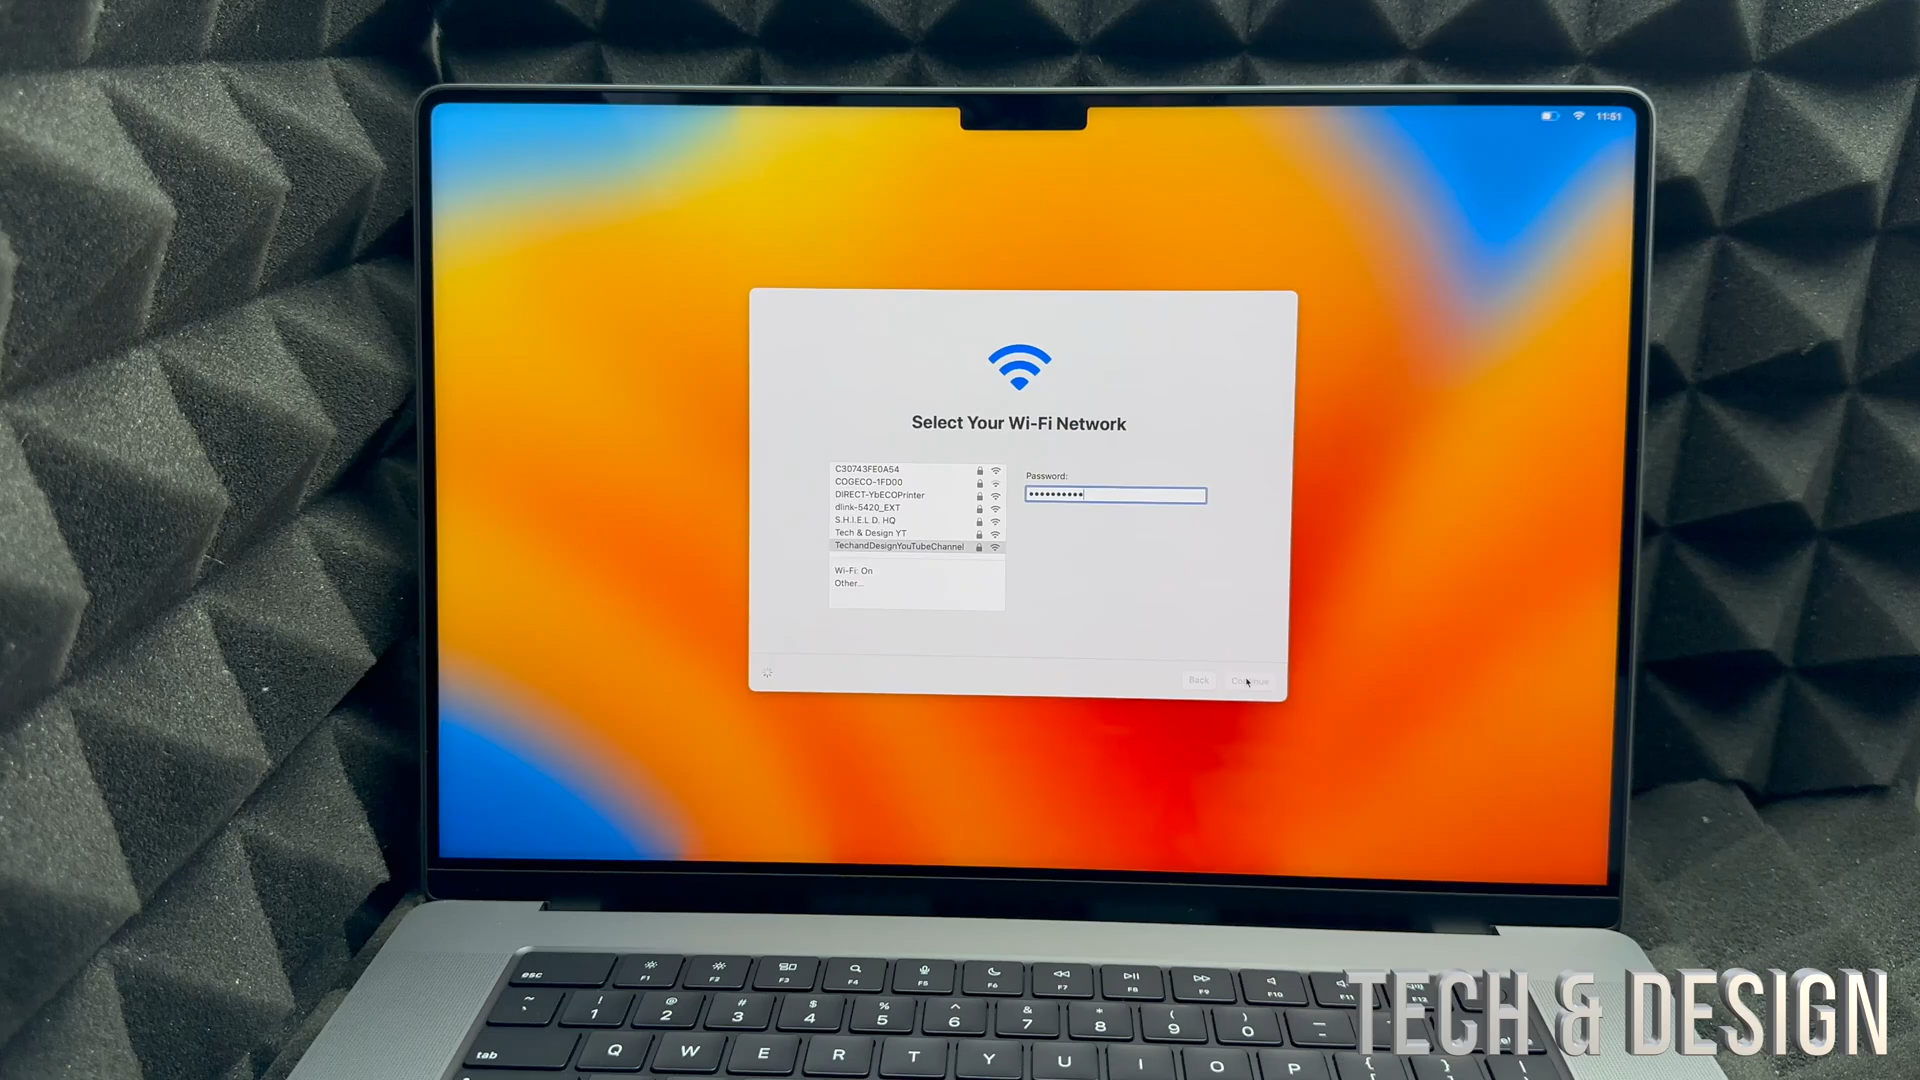 11:51
Select Your Wi-Fi Network
C30743FE0A54
COGECO-1FD00
DIRECT-YbECOPrinter
dlink-5420_EXT
S.H.I.E.L.D. HQ
Tech & Design YT
TechandDesignYouTubeChannel
Wi-Fi: On
Other...
Password:
••••••••••
Back
Continue
esc F1 F2 F3 F4 F5 F6 F7 F8 F9 F10 F11 F12
~ ! @ # $ % ^ & * ( ) _
` 1 2 3 4 5 6 7 8 9 0 -
tab Q W E R T Y U I O P { }
[ ]
TECH & DESIGN